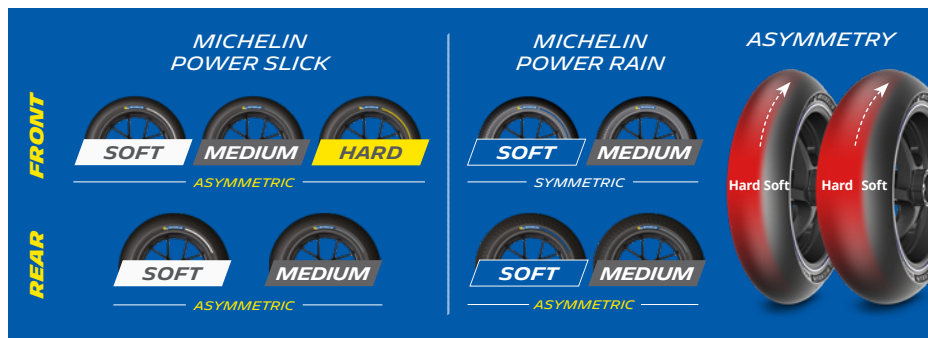 MICHELIN
POWER SLICK
MICHELIN
POWER RAIN
ASYMMETRY
FRONT
SOFT MEDIUM HARD
ASYMMETRIC
SOFT MEDIUM
SYMMETRIC
Hard Soft
Hard Soft
REAR
SOFT MEDIUM
ASYMMETRIC
SOFT MEDIUM
ASYMMETRIC